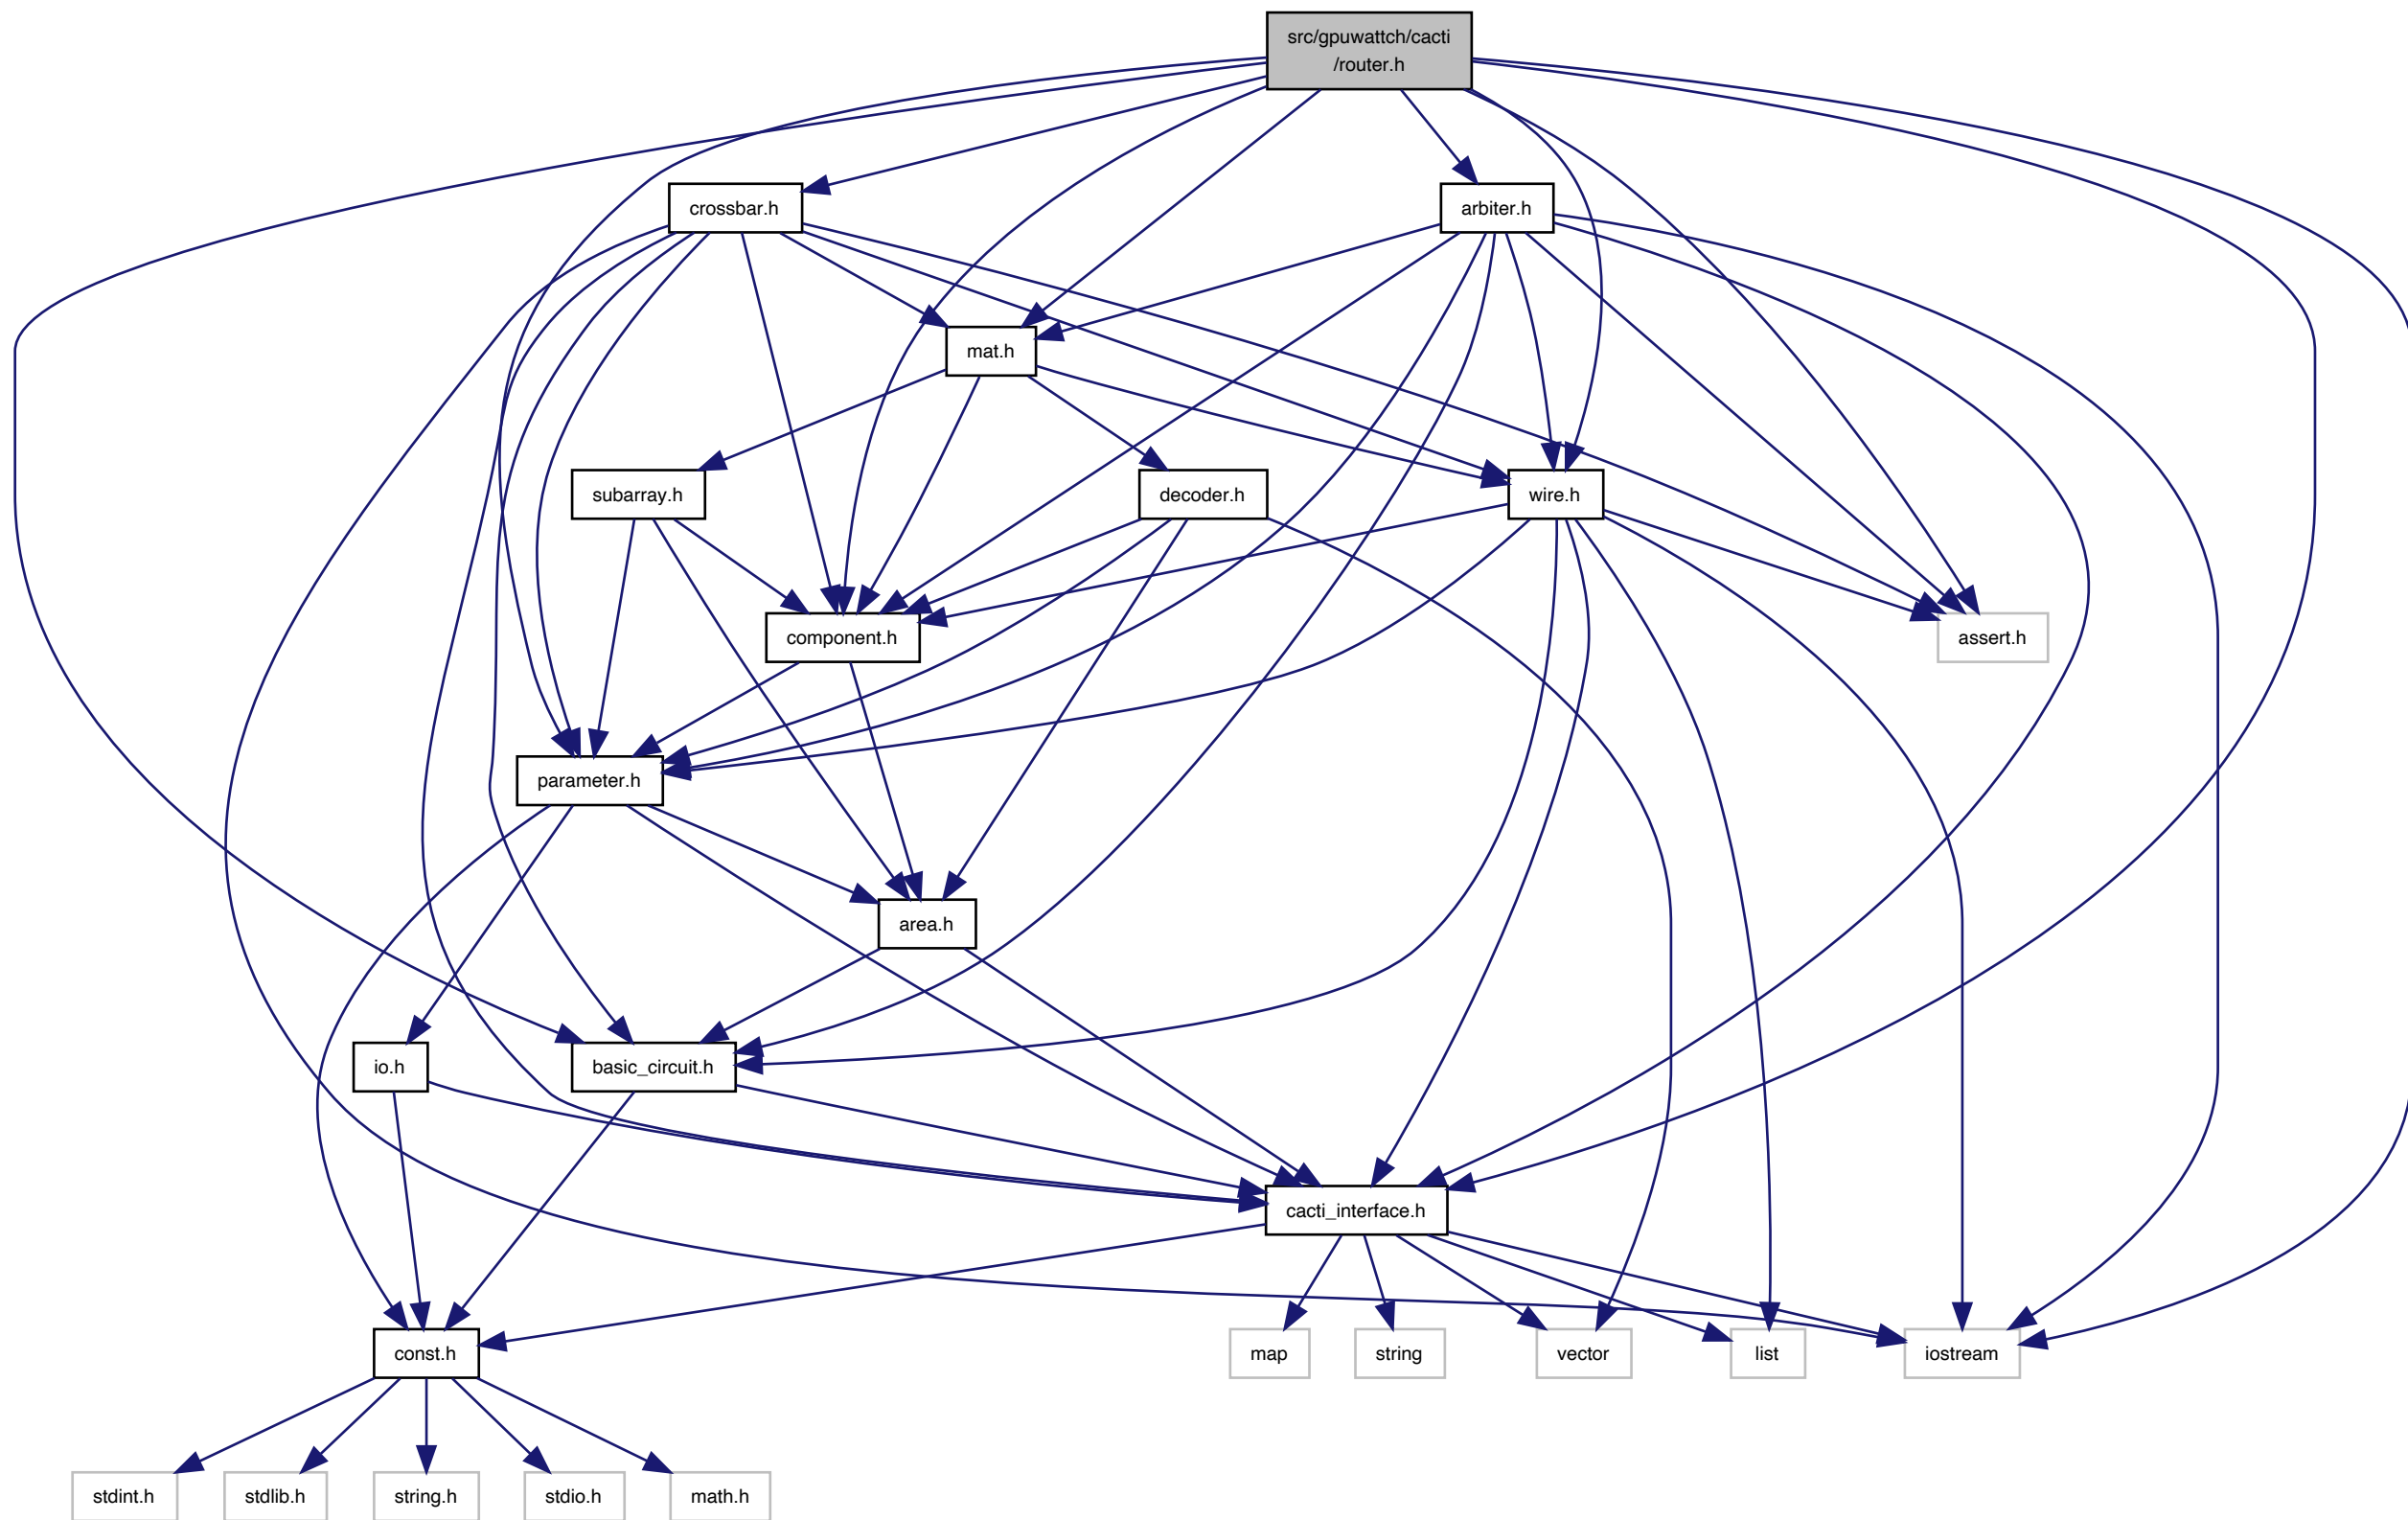 src/gpuwattch/cacti
/router.h
crossbar.h
arbiter.h
mat.h
subarray.h
decoder.h
wire.h
component.h
assert.h
parameter.h
area.h
io.h
basic_circuit.h
cacti_interface.h
const.h
map
string
vector
list
iostream
stdint.h
stdlib.h
string.h
stdio.h
math.h